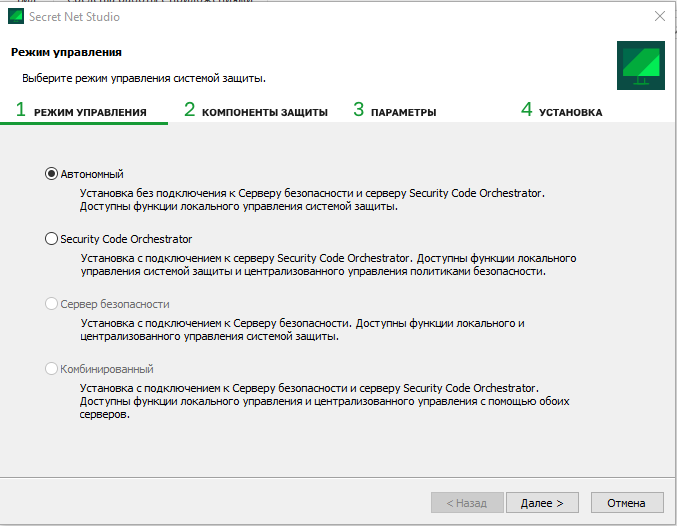 Secret Net Studio
Режим управления
Выберите режим управления системой защиты.
1 РЕЖИМ УПРАВЛЕНИЯ 2 КОМПОНЕНТЫ ЗАЩИТЫ 3 ПАРАМЕТРЫ 4 УСТАНОВКА
Автономный
Установка без подключения к Серверу безопасности и серверу Security Code Orchestrator.
Доступны функции локального управления системой защиты.
Security Code Orchestrator
Установка с подключением к серверу Security Code Orchestrator. Доступны функции локального
управления системой защиты и централизованного управления политиками безопасности.
Сервер безопасности
Установка с подключением к Серверу безопасности. Доступны функции локального и
централизованного управления системой защиты.
Комбинированный
Установка с подключением к Серверу безопасности и серверу Security Code Orchestrator.
Доступны функции локального управления и централизованного управления с помощью обоих
серверов.
< Назад Далее > Отмена